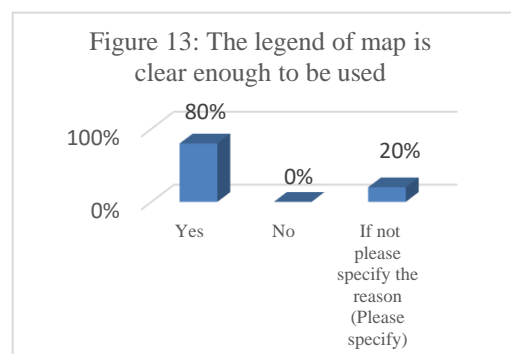 Figure 13: The legend of map is
clear enough to be used
80%
0%
20%
100%
0%
Yes
No
If not
please
specify the
reason
(Please
specify)